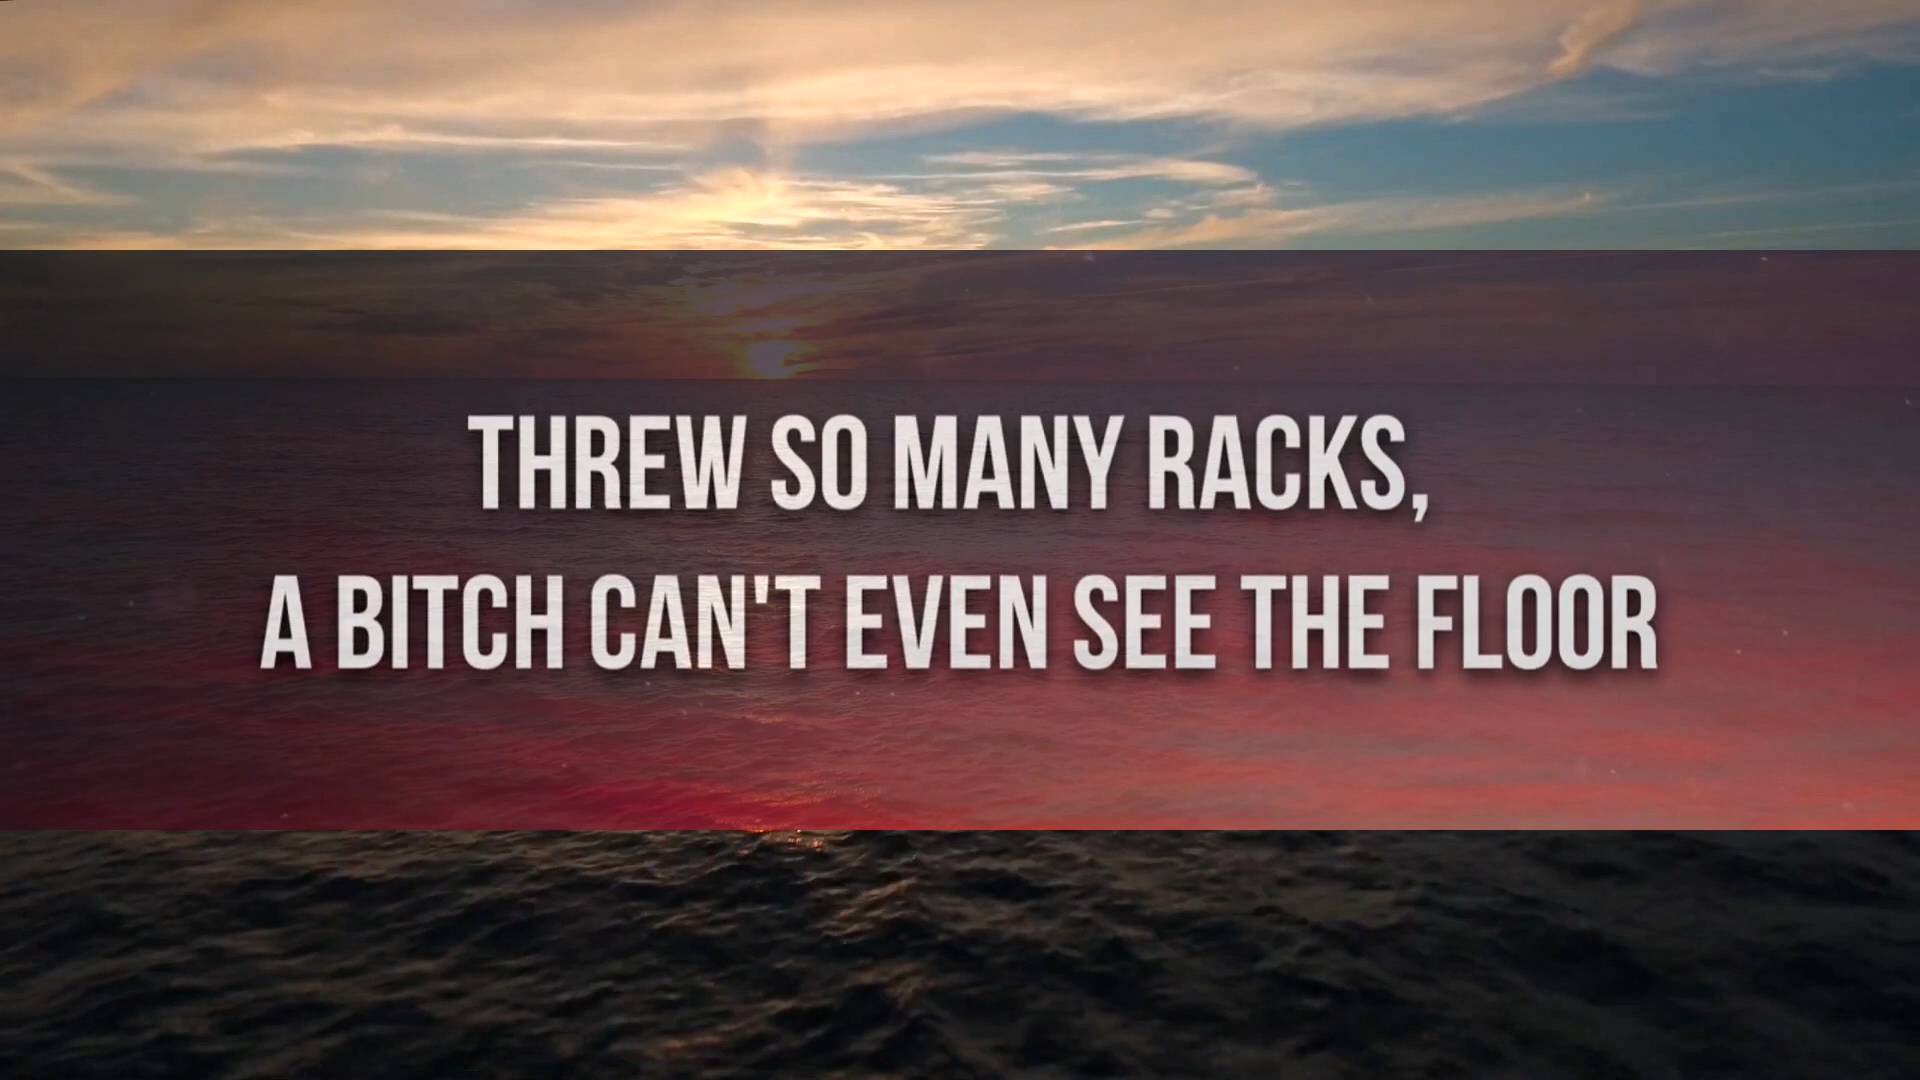 THREW SO MANY RACKS,
A BITCH CAN'T EVEN SEE THE FLOOR